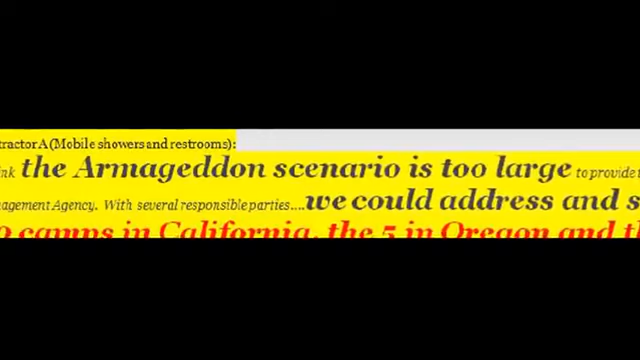 tractor A (Mobile showers and restrooms):
ink the Armageddon scenario is too large to provide
nagement Agency. With several responsible parties....we could address and s
0 camps in California, the 5 in Oregon and th